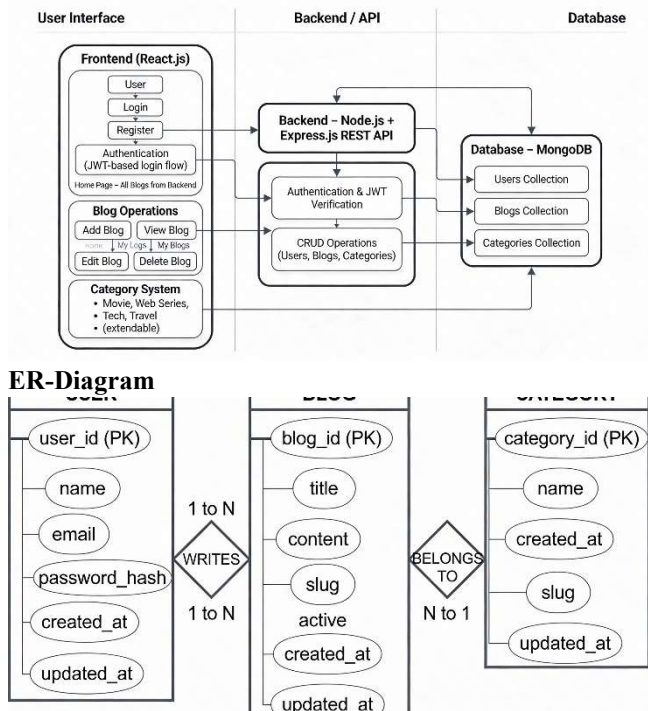 User Interface
Backend / API
Database
Frontend (React.js)
User
Login
Register
Authentication
(JWT-based login flow)
Home Page – All Blogs from Backend
Blog Operations
Add Blog
View Blog
My Logs
My Blogs
Edit Blog
Delete Blog
Category System
• Movie, Web Series,
• Tech, Travel
• (extendable)
Backend – Node.js +
Express.js REST API
Authentication & JWT
Verification
CRUD Operations
(Users, Blogs, Categories)
Database – MongoDB
Users Collection
Blogs Collection
Categories Collection
ER-Diagram
USER
BLOG
CATEGORY
user_id (PK)
name
email
password_hash
created_at
updated_at
1 to N
WRITES
1 to N
blog_id (PK)
title
content
slug
active
created_at
updated_at
BELONGS
TO
N to 1
category_id (PK)
name
created_at
slug
updated_at